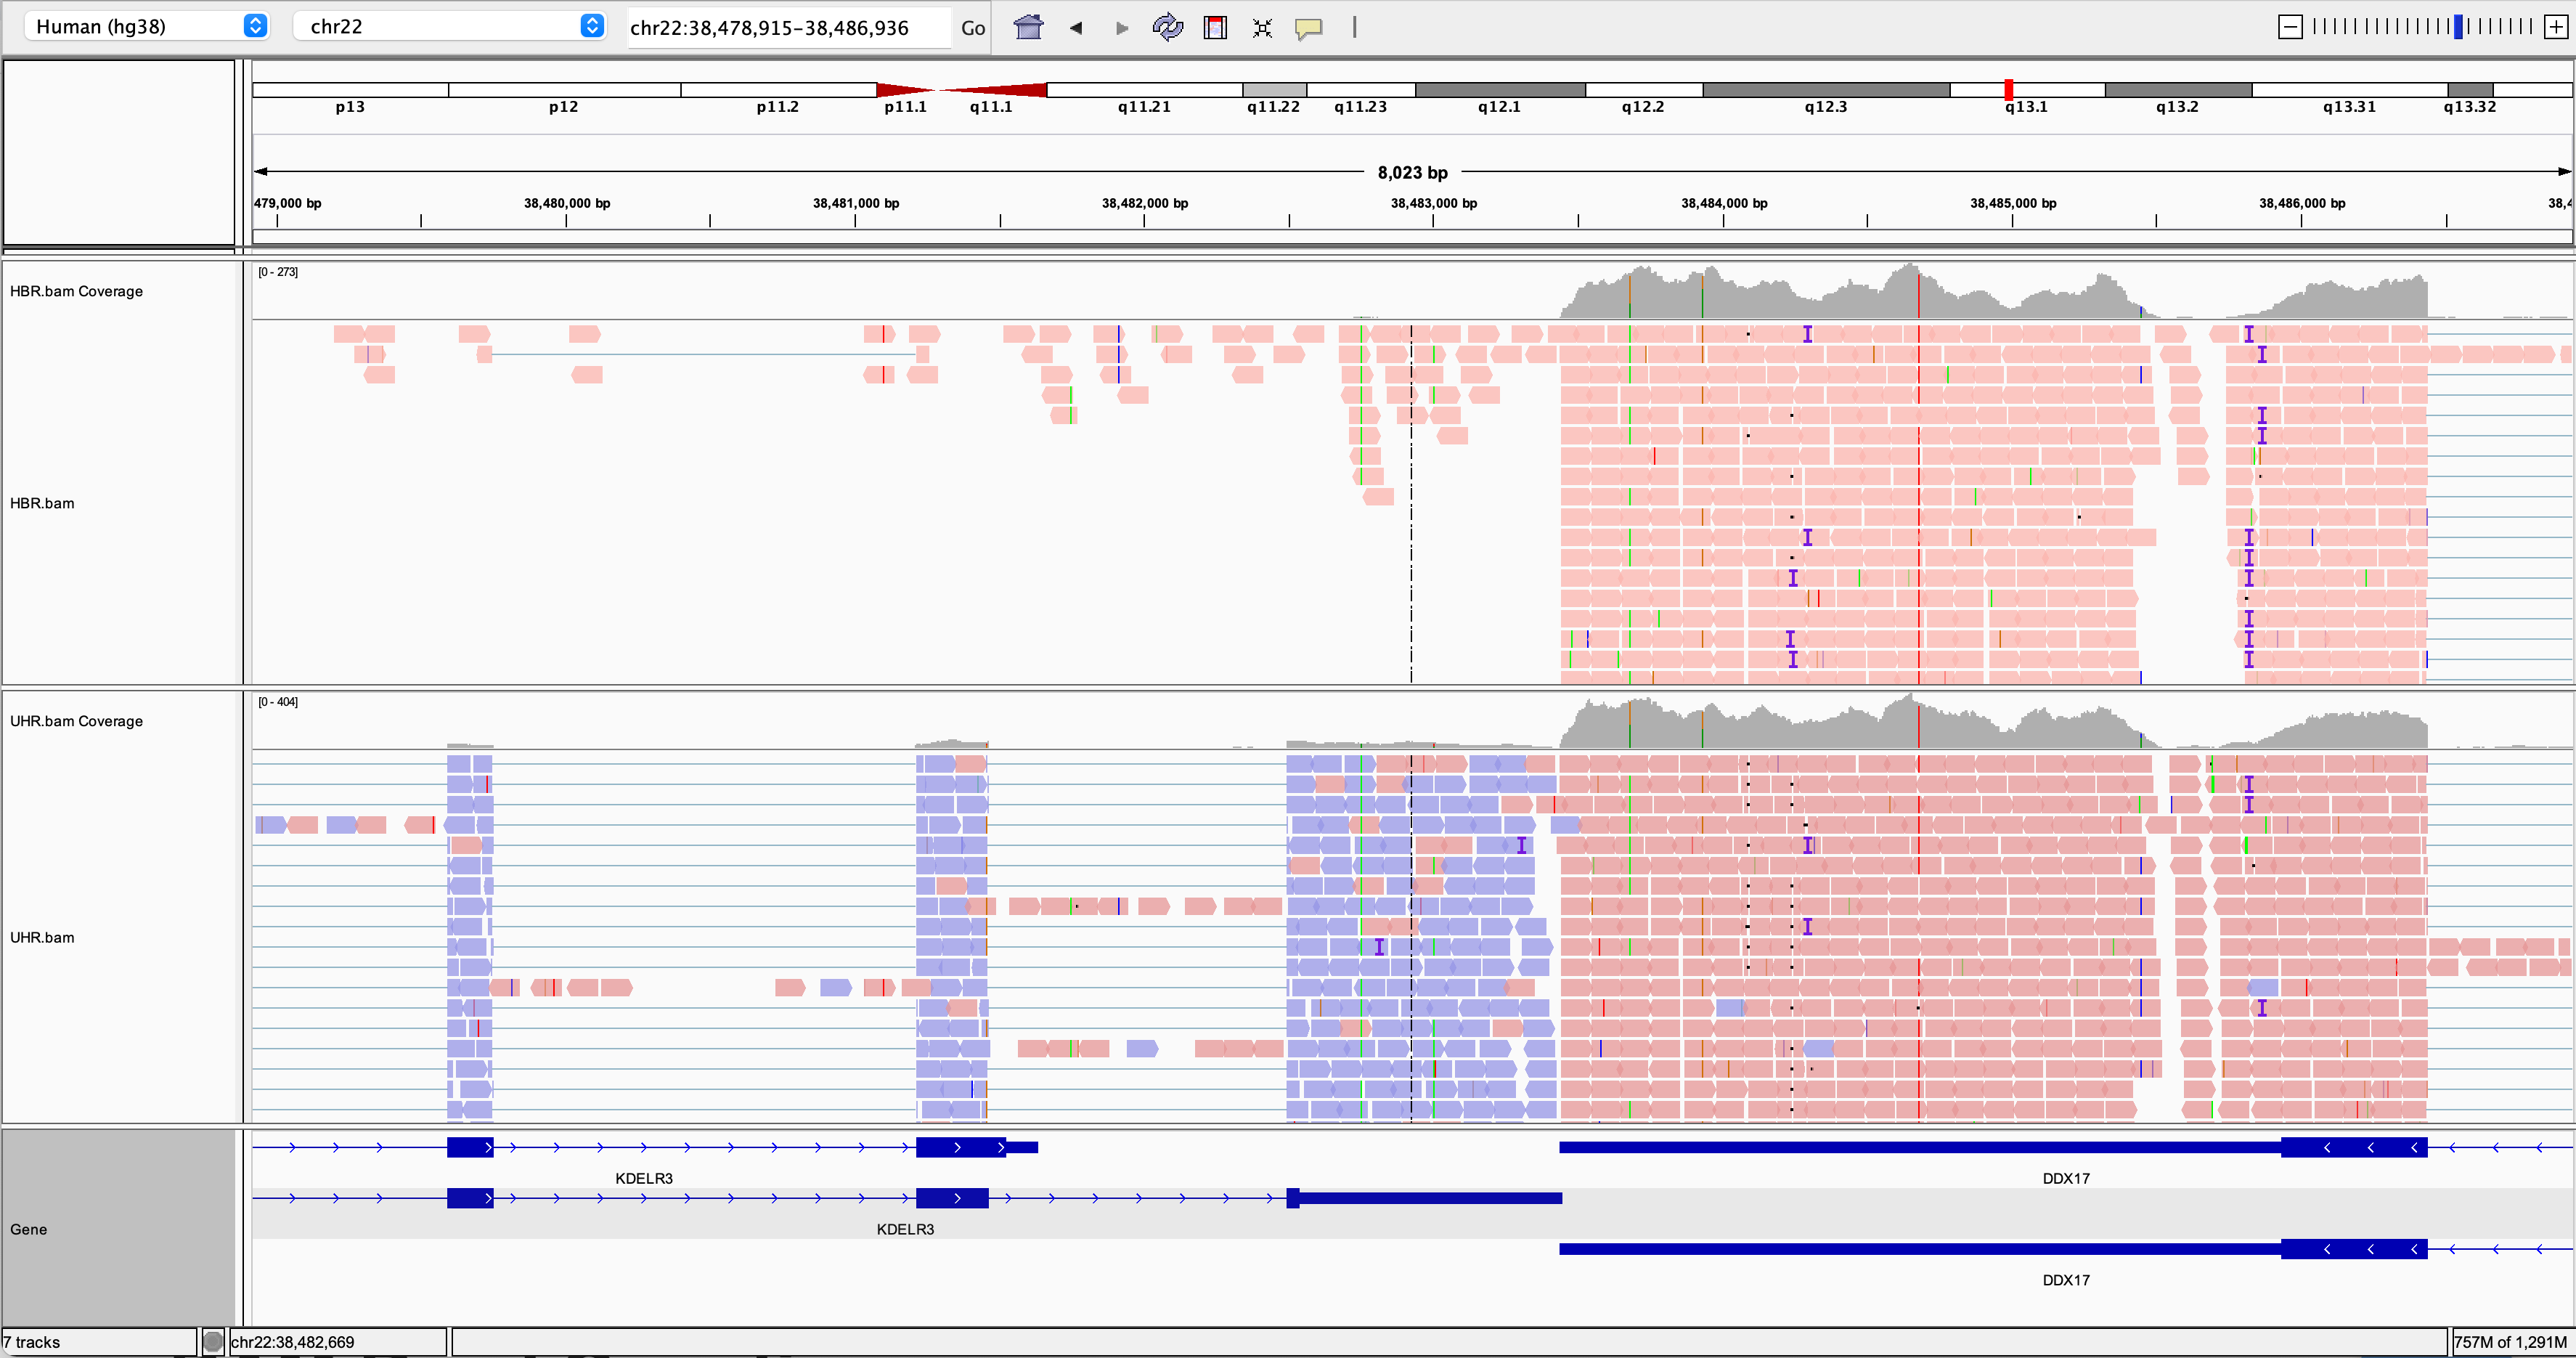 Human (hg38) chr22 chr22:38,478,915-38,486,936 Go
p13 p12 p11.2 p11.1 q11.1 q11.21 q11.22 q11.23 q12.1 q12.2 q12.3 q13.1 q13.2 q13.31 q13.32
8,023 bp
479,000 bp 38,480,000 bp 38,481,000 bp 38,482,000 bp 38,483,000 bp 38,484,000 bp 38,485,000 bp 38,486,000 bp 38,4
[0 - 273]
HBR.bam Coverage
HBR.bam
[0 - 404]
UHR.bam Coverage
UHR.bam
KDELR3 DDX17
Gene KDELR3
DDX17
7 tracks chr22:38,482,669 757M of 1,291M